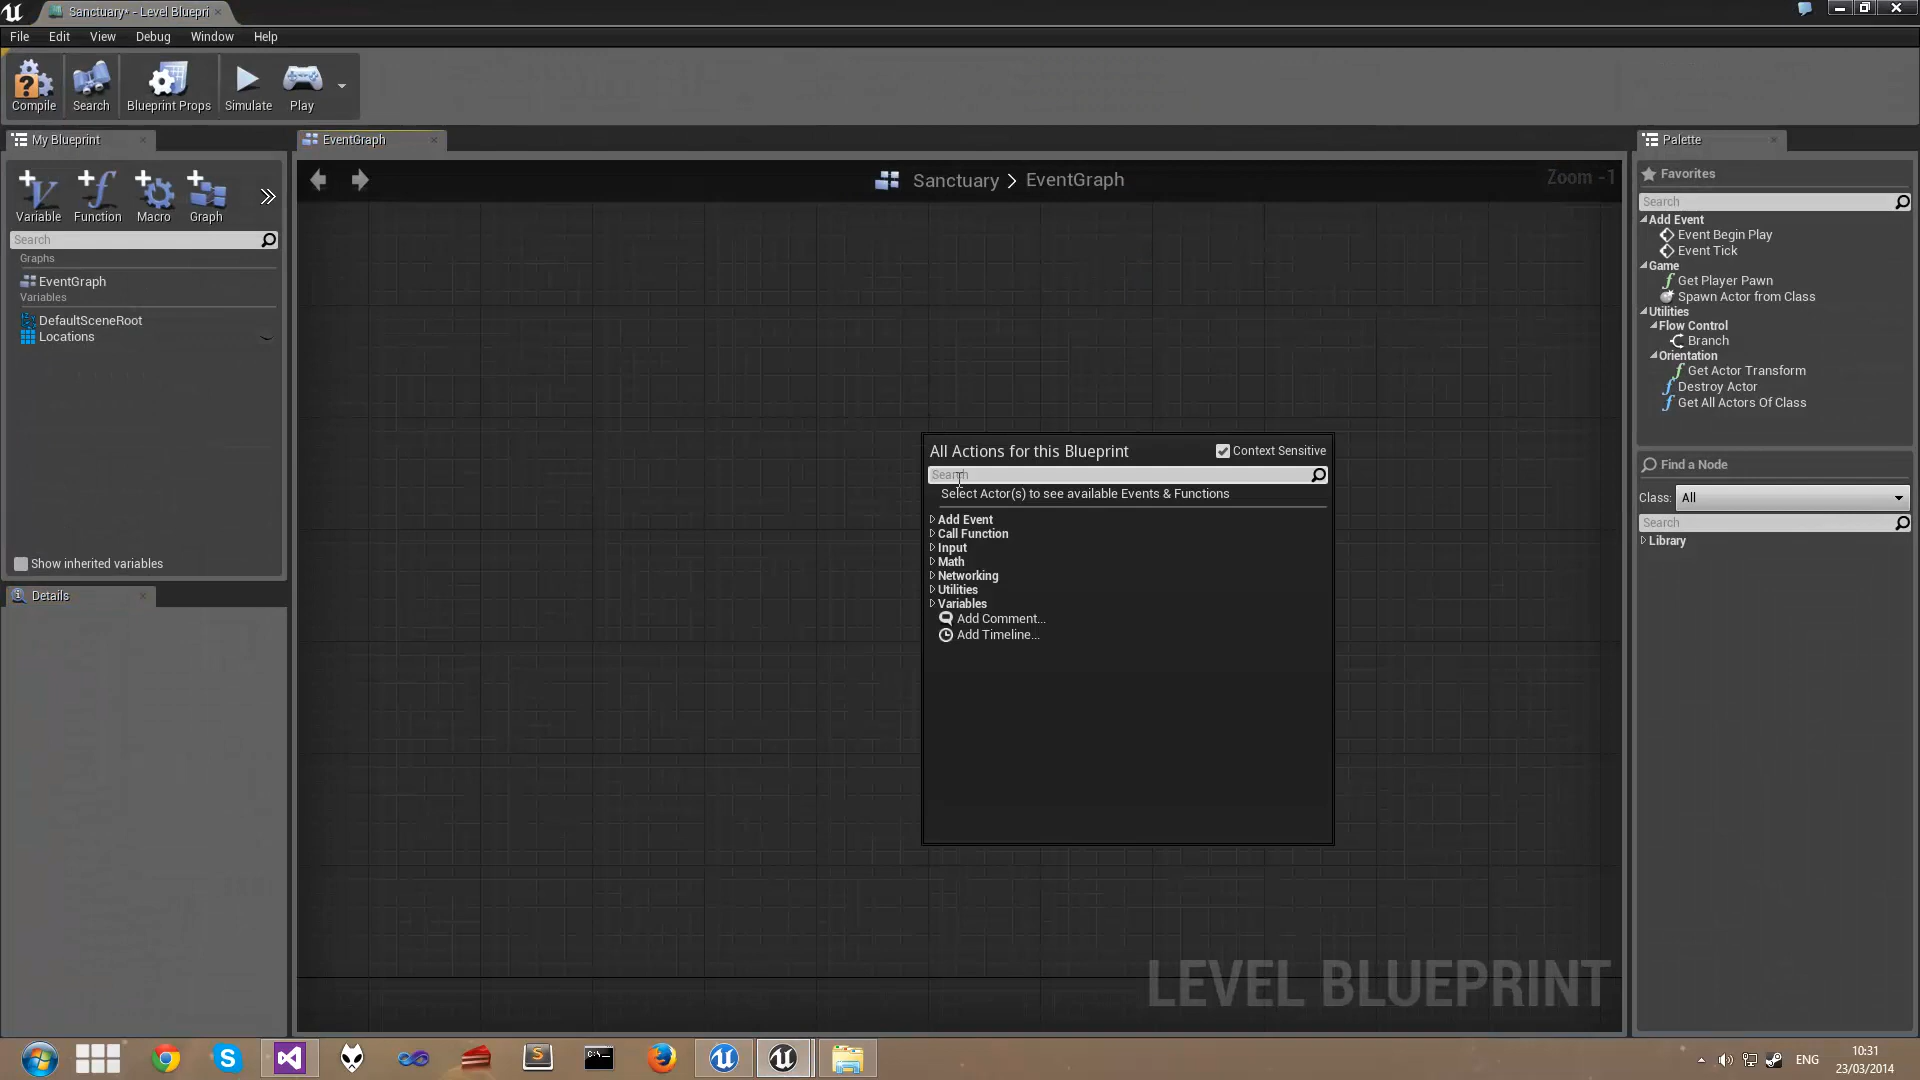 Sanctuary* - Level Bluepri
File Edit View Debug Window Help
Compile Search Blueprint Props Simulate Play
My Blueprint
EventGraph
Palette
Variable Function Macro Graph
Search
Graphs
EventGraph
Variables
DefaultSceneRoot
Locations
Show inherited variables
Details
Sanctuary > EventGraph
Zoom -1
All Actions for this Blueprint
Context Sensitive
Search
Select Actor(s) to see available Events & Functions
Add Event
Call Function
Input
Math
Networking
Utilities
Variables
Add Comment...
Add Timeline...
LEVEL BLUEPRINT
Favorites
Search
Add Event
Event Begin Play
Event Tick
Game
Get Player Pawn
Spawn Actor from Class
Utilities
Flow Control
Branch
Orientation
Get Actor Transform
Destroy Actor
Get All Actors Of Class
Find a Node
Class: All
Search
Library
ENG
10:31
23/03/2014